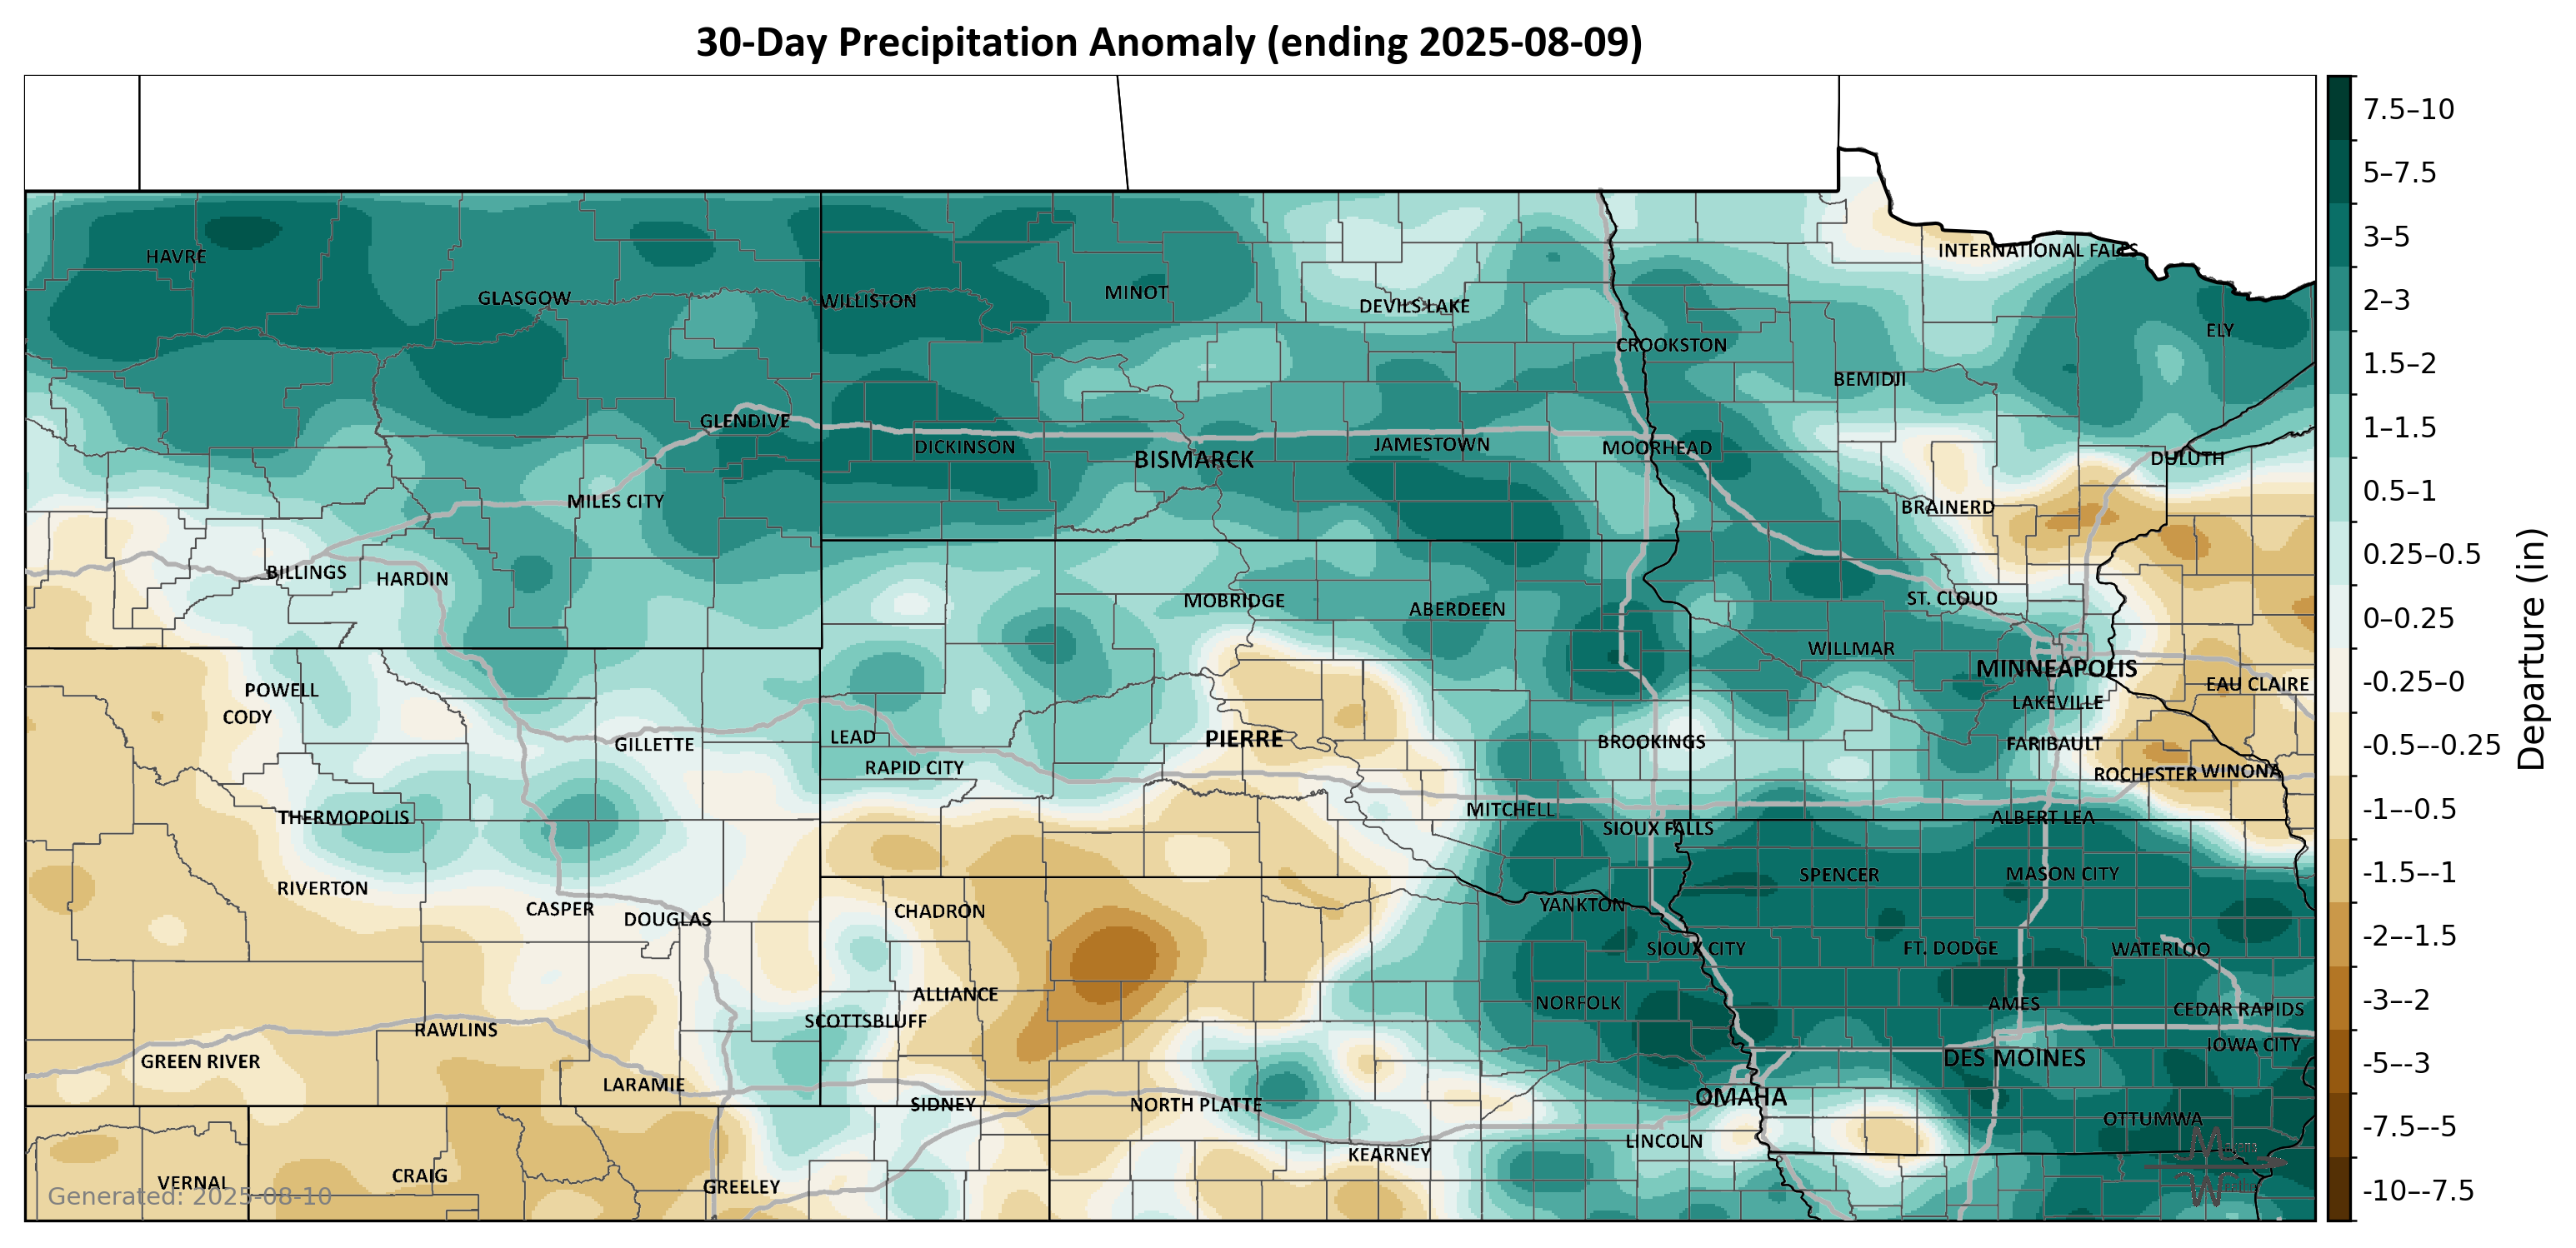 30-Day Precipitation Anomaly (ending 2025-08-09)
7.5–10
5–7.5
3–5
2–3
1.5–2
1–1.5
0.5–1
0.25–0.5
0–0.25
-0.25–0
-0.5–-0.25
-1–-0.5
-1.5–-1
-2–-1.5
-3–-2
-5–-3
-7.5–-5
-10–-7.5
Departure (in)
INTERNATIONAL FALLS
HAVRE
GLASGOW
WILLISTON
MINOT
DEVILS LAKE
ELY
CROOKSTON
BEMIDJI
GLENDIVE
DICKINSON
BISMARCK
JAMESTOWN
MOORHEAD
DULUTH
MILES CITY
BRAINERD
BILLINGS
HARDIN
MOBRIDGE
ABERDEEN
ST. CLOUD
WILLMAR
MINNEAPOLIS
POWELL
EAU CLAIRE
CODY
LAKEVILLE
GILLETTE
LEAD
PIERRE
BROOKINGS
FARIBAULT
RAPID CITY
ROCHESTER
WINONA
THERMOPOLIS
MITCHELL
ALBERT LEA
SIOUX FALLS
RIVERTON
SPENCER
MASON CITY
CASPER
DOUGLAS
CHADRON
YANKTON
SIOUX CITY
FT. DODGE
WATERLOO
ALLIANCE
NORFOLK
AMES
CEDAR RAPIDS
RAWLINS
SCOTTSBLUFF
IOWA CITY
GREEN RIVER
DES MOINES
LARAMIE
SIDNEY
NORTH PLATTE
OMAHA
OTTUMWA
LINCOLN
KEARNEY
VERNAL
CRAIG
GREELEY
Generated: 2025-08-10